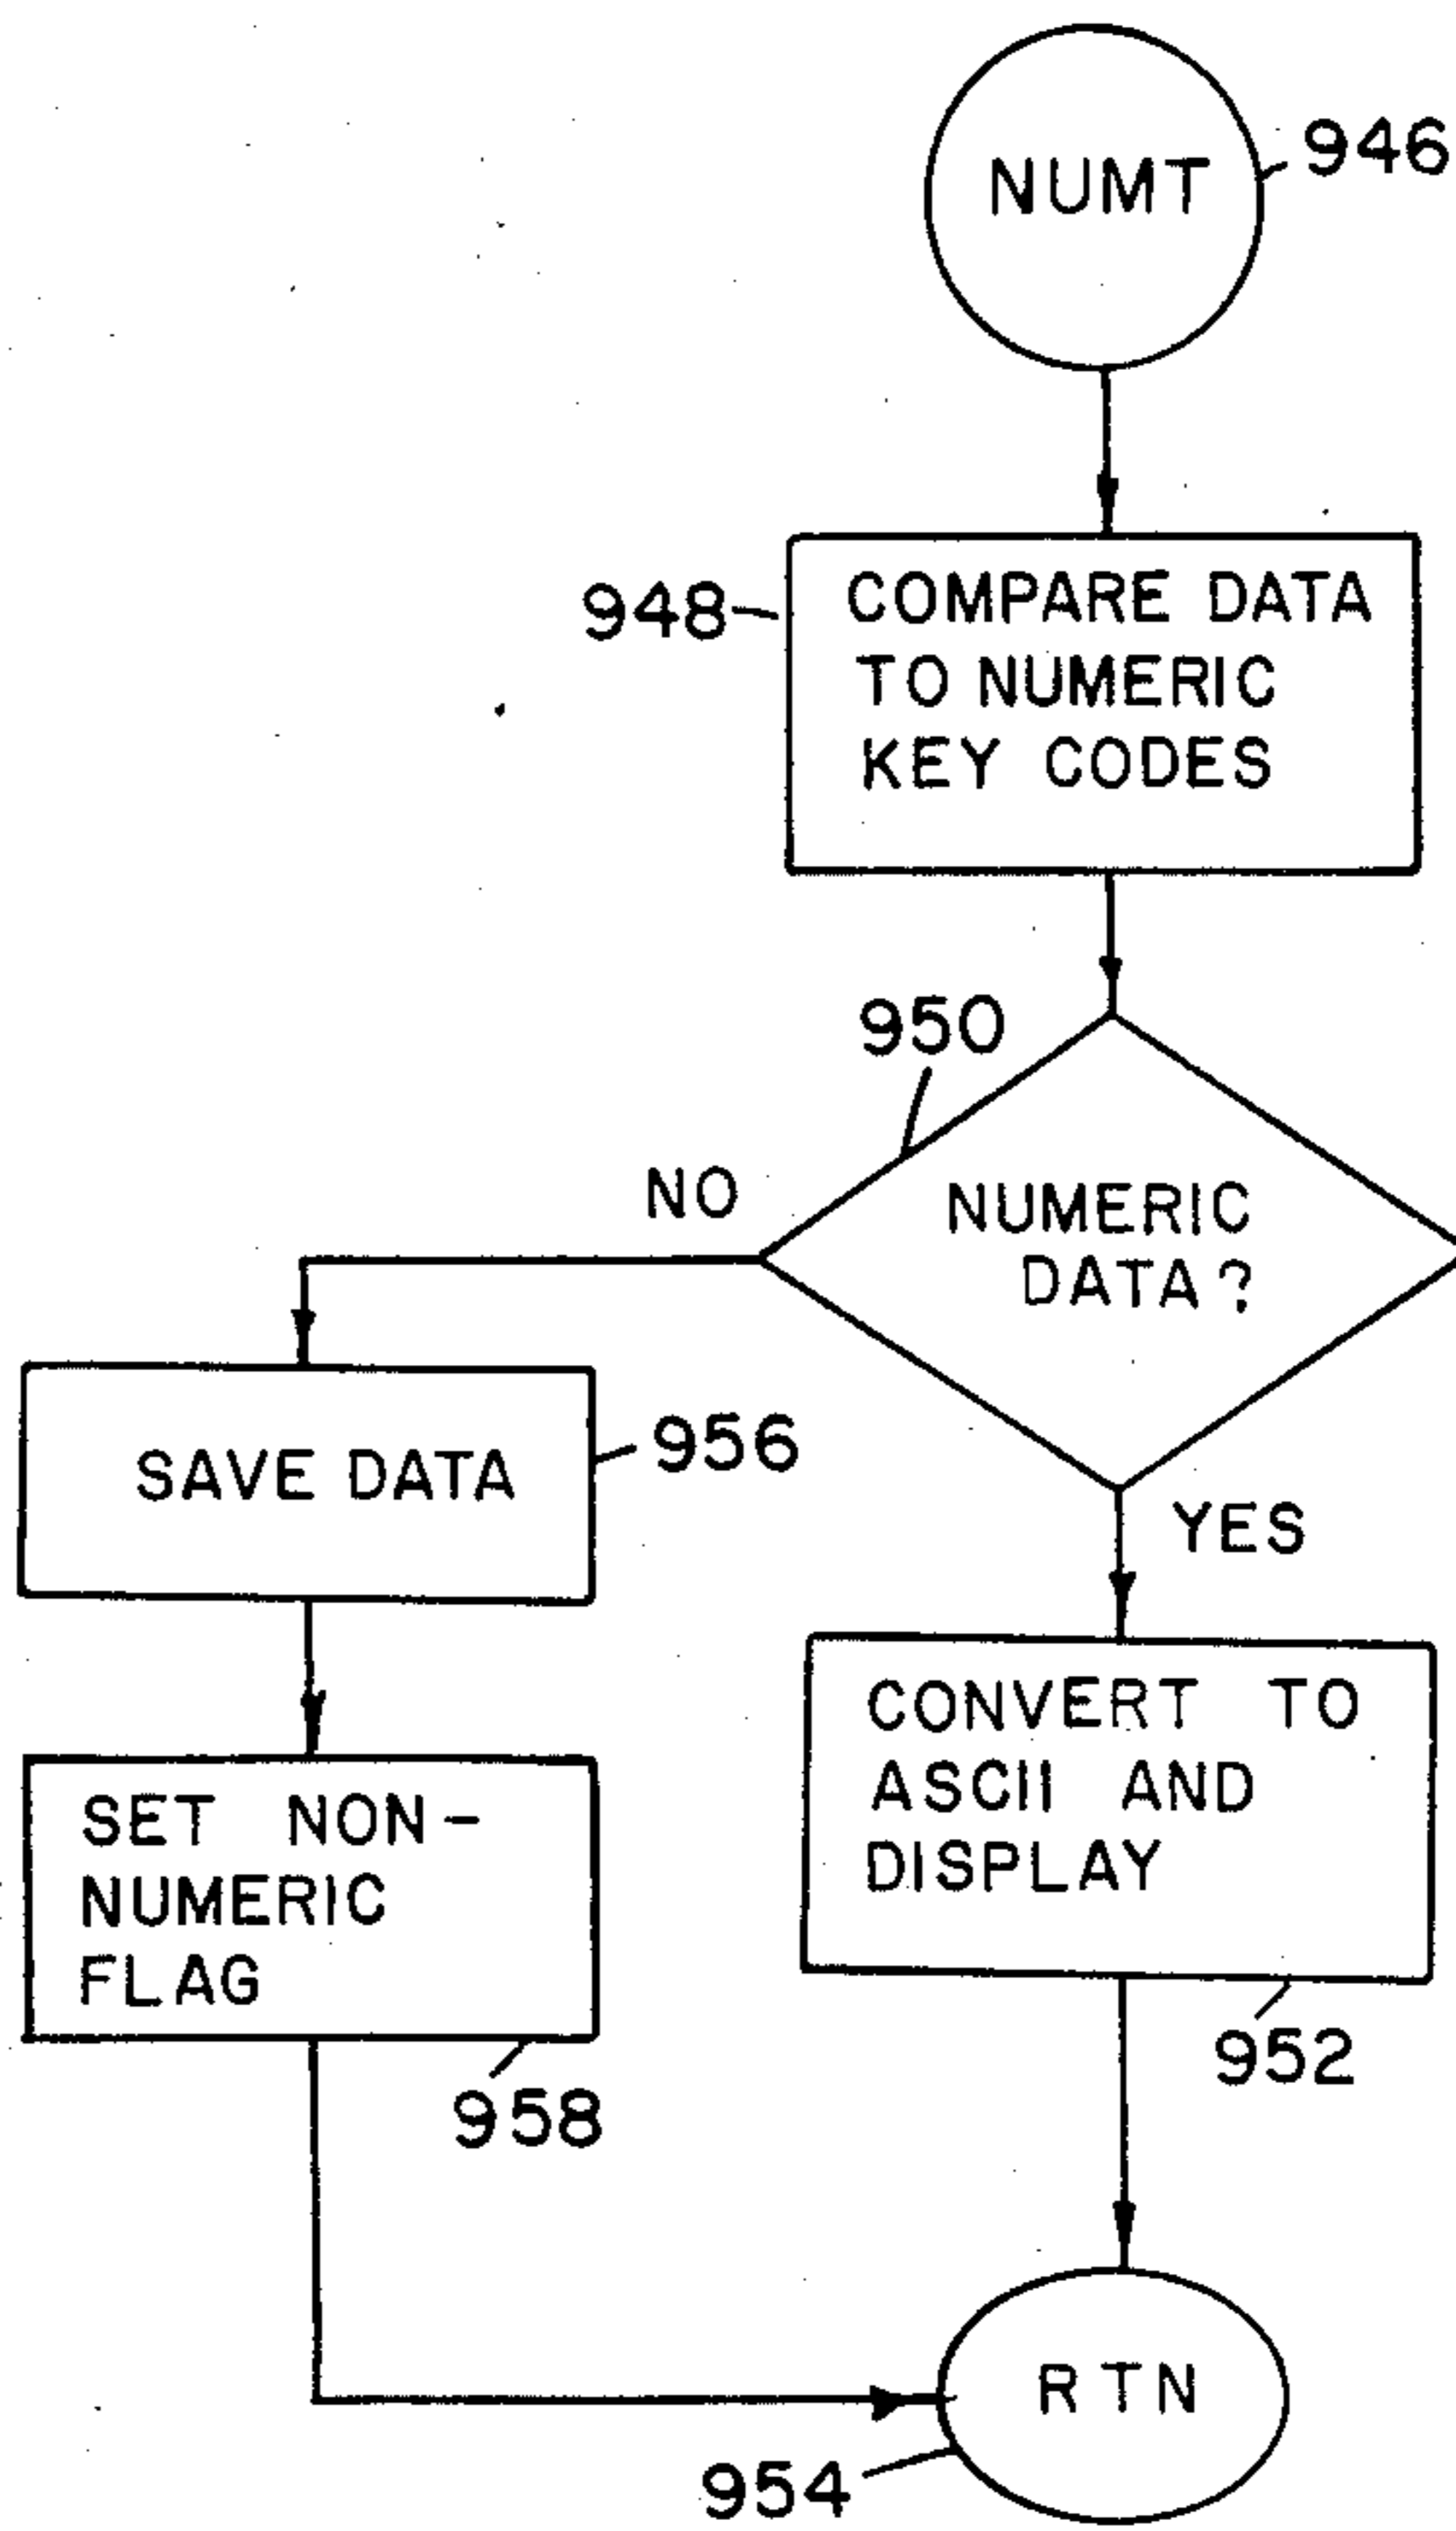 NUMT
946
948
COMPARE DATA
TO NUMERIC
KEY CODES
950
NO
NUMERIC
DATA?
YES
SAVE DATA
956
CONVERT TO
ASCII AND
DISPLAY
952
SET NON-
NUMERIC
FLAG
958
RTN
954